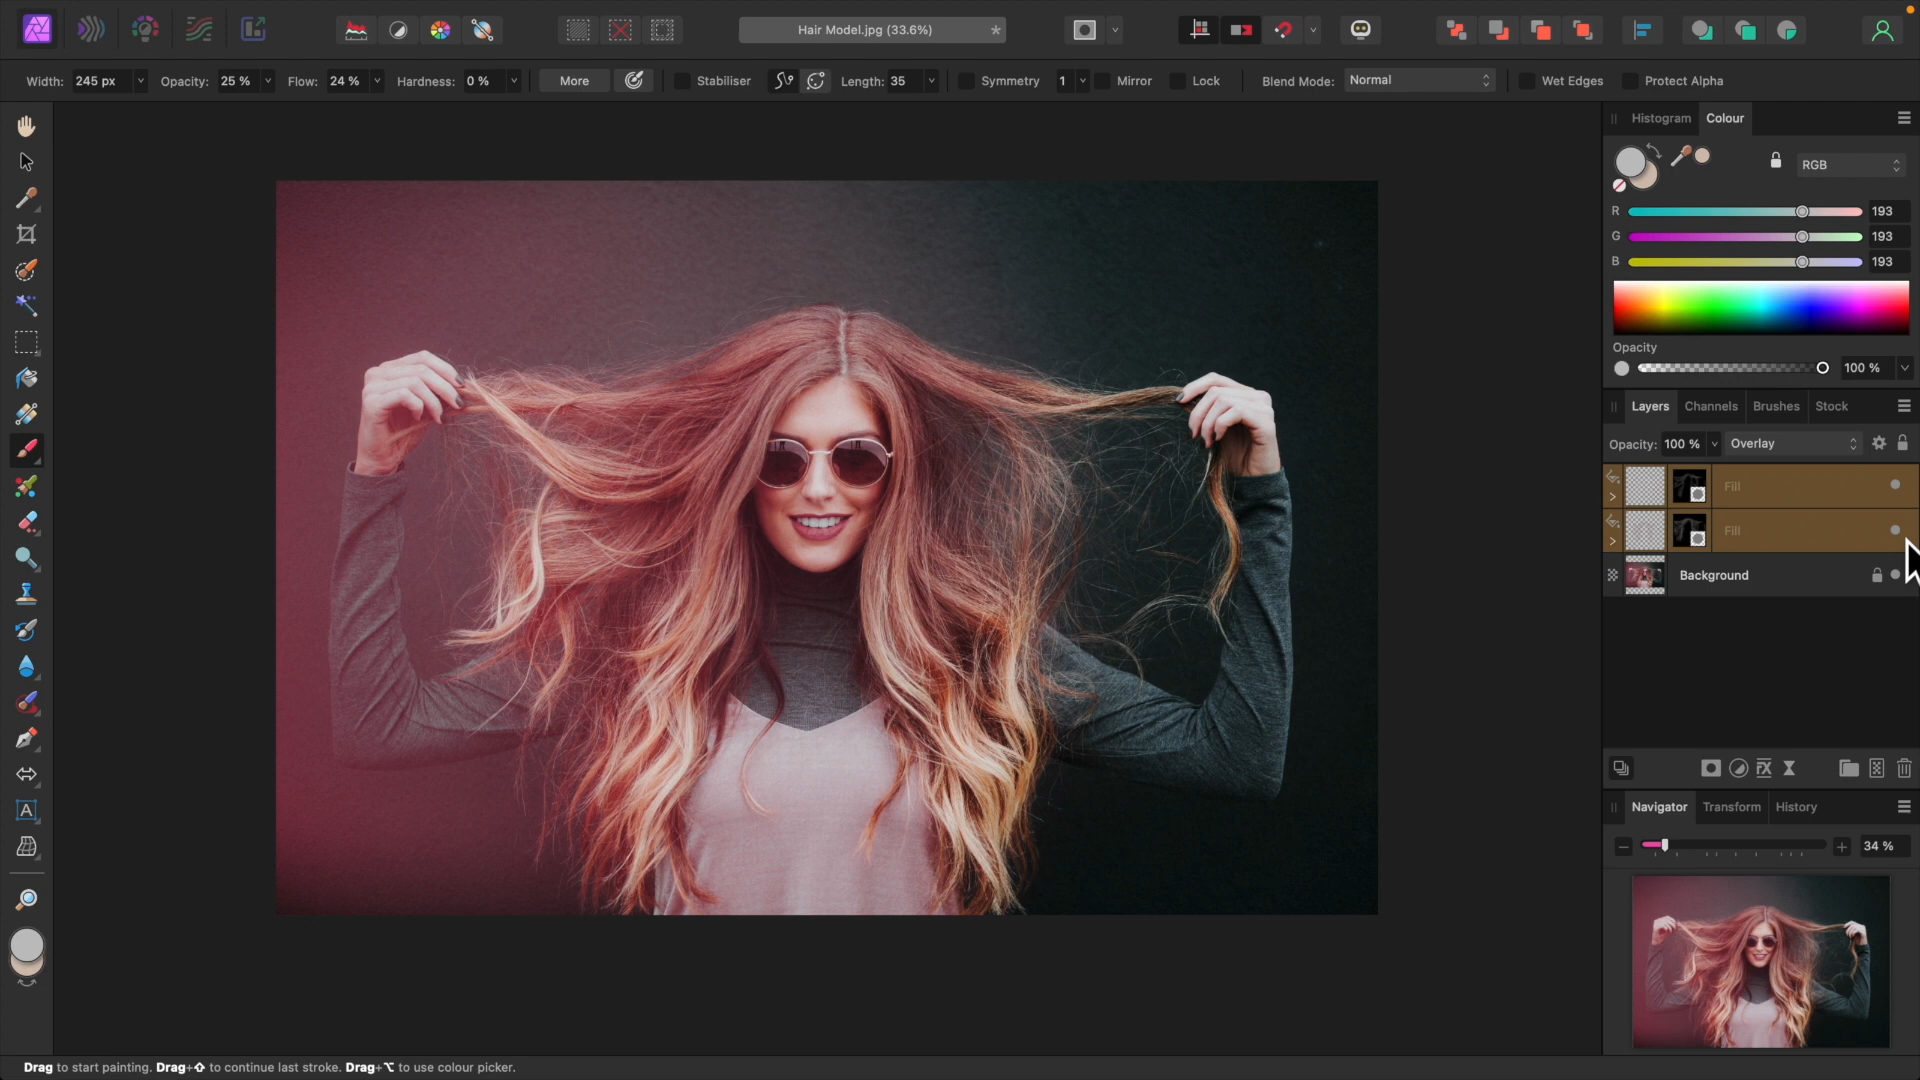 Hair Model.jpg (33.6%)
*
Width: 245 px Opacity: 25 % Flow: 24 % Hardness: 0 % More Stabiliser Length: 35 Symmetry 1 Mirror Lock Blend Mode: Normal Wet Edges Protect Alpha
Histogram Colour
RGB
R 193
G 193
B 193
Opacity
100 %
Layers Channels Brushes Stock
Opacity: 100 % Overlay
Fill
Fill
Background
Navigator Transform History
34 %
Drag to start painting. Drag+⇧ to continue last stroke. Drag+⌥ to use colour picker.